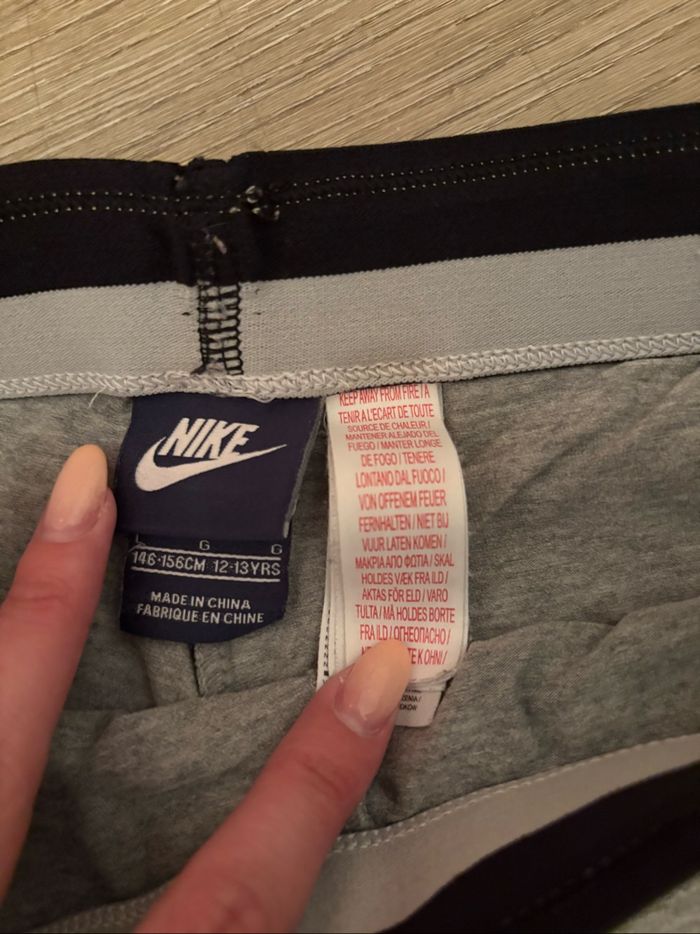 NIKE
L G G
146-156CM 12-13YRS
MADE IN CHINA
FABRIQUE EN CHINE
KEEP AWAY FROM FIRE / A
TENIR A L'ECART DE TOUTE
SOURCE DE CHALEUR /
MANTENER ALEJADO DEL
FUEGO / MANTER LONGE
DE FOGO / TENERE
LONTANO DAL FUOCO /
VON OFFENEM FEUER
FERNHALTEN / NIET BIJ
VUUR LATEN KOMEN /
ΜΑΚΡΙΑ ΑΠΟ ΦΩΤΙΑ / SKAL
HOLDES VÆK FRA ILD /
AKTAS FÖR ELD / VARO
TULTA / MÅ HOLDES BORTE
FRA ILD / ОГНЕОПАСНО /
K OHNI /